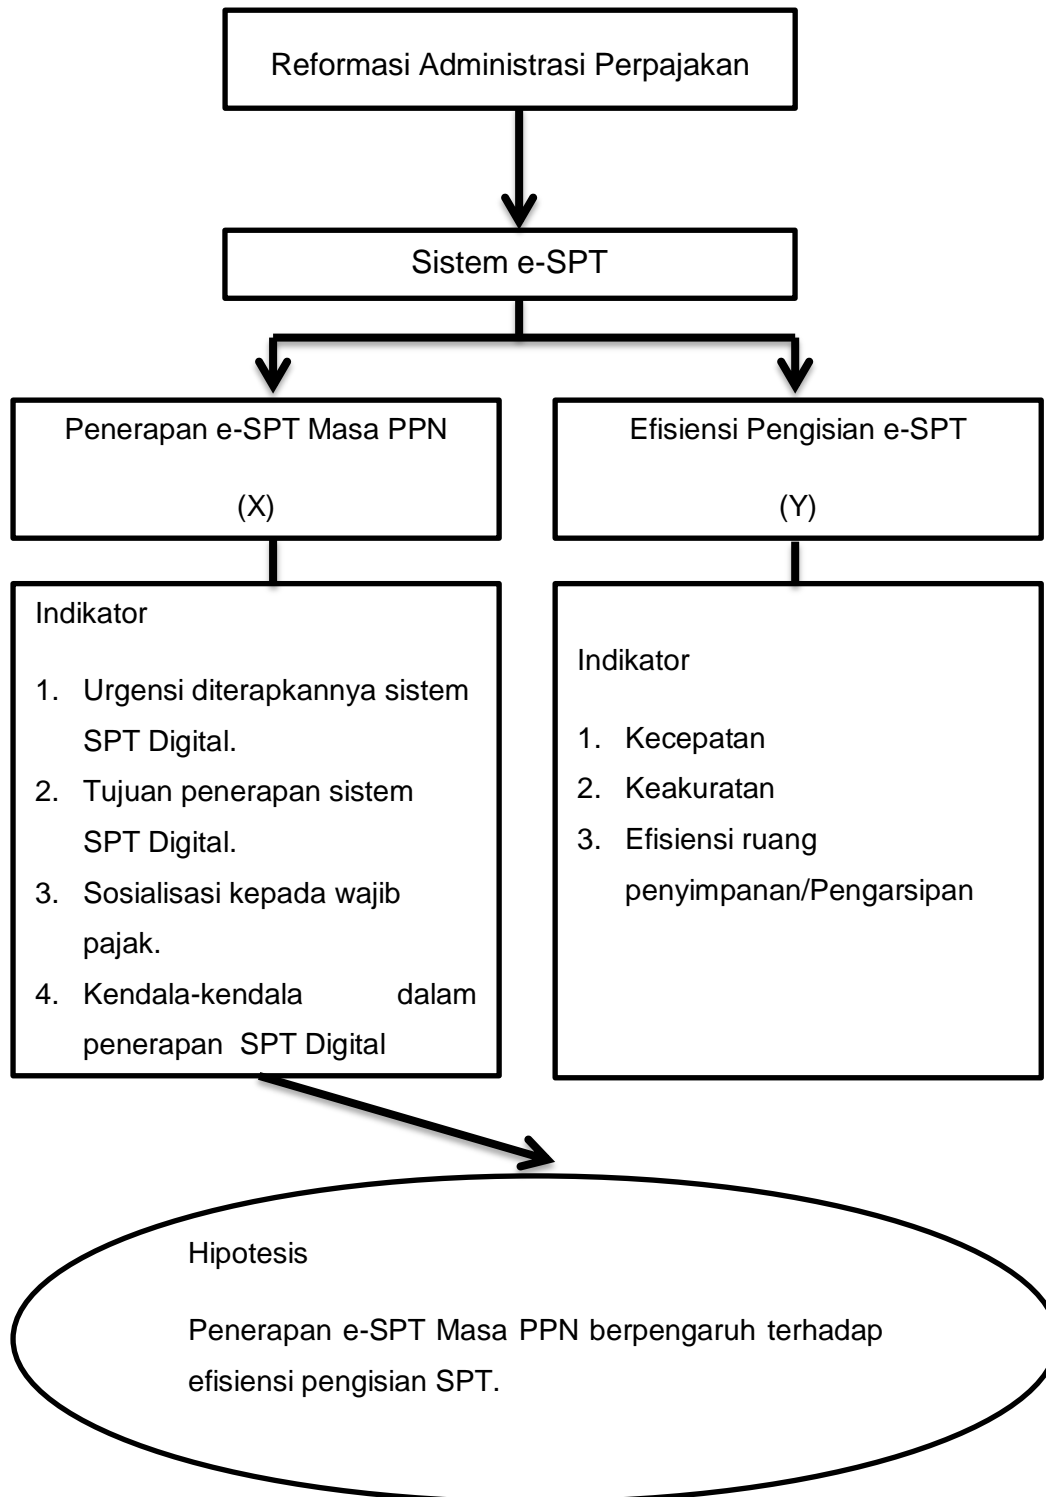 Reformasi Administrasi Perpajakan
Sistem e-SPT
Penerapan e-SPT Masa PPN
(X)
Efisiensi Pengisian e-SPT
(Y)
Indikator
1. Urgensi diterapkannya sistem
SPT Digital.
2. Tujuan penerapan sistem
SPT Digital.
3. Sosialisasi kepada wajib
pajak.
4. Kendala-kendala dalam
penerapan SPT Digital
Indikator
1. Kecepatan
2. Keakuratan
3. Efisiensi ruang
penyimpanan/Pengarsipan
Hipotesis
Penerapan e-SPT Masa PPN berpengaruh terhadap
efisiensi pengisian SPT.